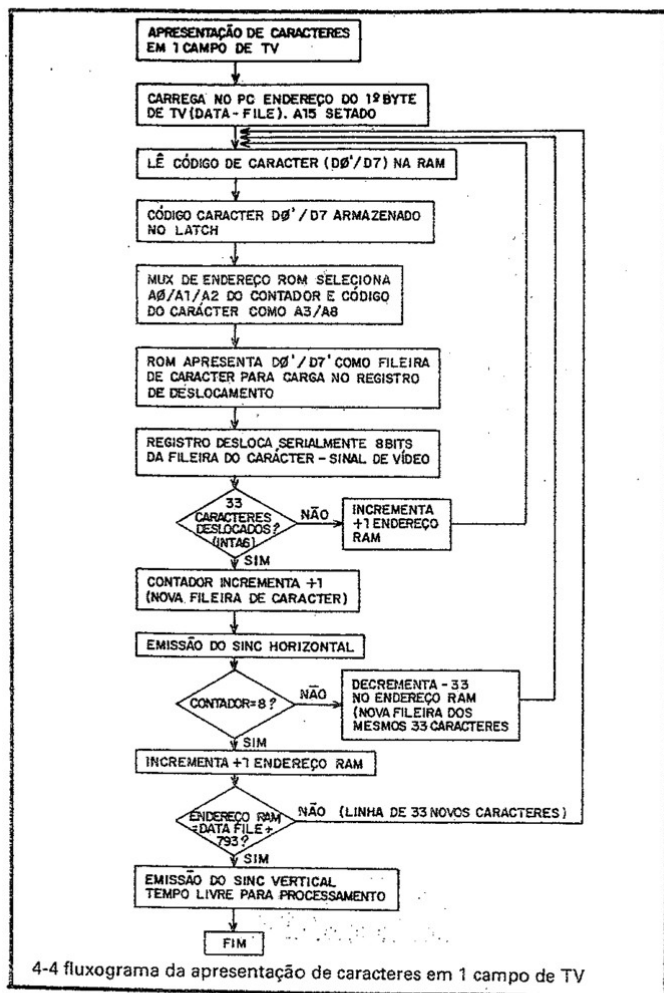 APRESENTAÇÃO DE CARACTERES
EM 1 CAMPO DE TV
CARREGA NO PC ENDEREÇO DO 1º BYTE
DE TV (DATA - FILE). A15 SETADO
LÊ CÓDIGO DE CARACTER (DØ'/D7) NA RAM
CÓDIGO CARACTER DØ'/D7 ARMAZENADO
NO LATCH
MUX DE ENDEREÇO ROM SELECIONA
AØ/A1/A2 DO CONTADOR E CÓDIGO
DO CARÁCTER COMO A3/A8
ROM APRESENTA DØ'/D7' COMO FILEIRA
DE CARACTER PARA CARGA NO REGISTRO
DE DESLOCAMENTO
REGISTRO DESLOCA SERIALMENTE 8 BITS
DA FILEIRA DO CARÁCTER - SINAL DE VÍDEO
33
CARACTERES
DESLOCADOS?
(INTA6)
NÃO
INCREMENTA
+1 ENDEREÇO
RAM
SIM
CONTADOR INCREMENTA +1
(NOVA FILEIRA DE CARACTER)
EMISSÃO DO SINC HORIZONTAL
CONTADOR=8?
NÃO
DECREMENTA - 33
NO ENDEREÇO RAM
(NOVA FILEIRA DOS
MESMOS 33 CARACTERES
SIM
INCREMENTA +1 ENDEREÇO RAM
ENDEREÇO RAM
=DATA FILE+
793?
NÃO (LINHA DE 33 NOVOS CARACTERES)
SIM
EMISSÃO DO SINC VERTICAL
TEMPO LIVRE PARA PROCESSAMENTO
FIM
4-4 fluxograma da apresentação de caracteres em 1 campo de TV